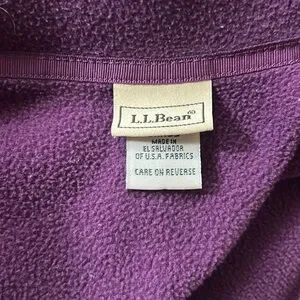 L.L.Bean®
MADE IN
EL SALVADOR
OF U.S.A. FABRICS
CARE ON REVERSE